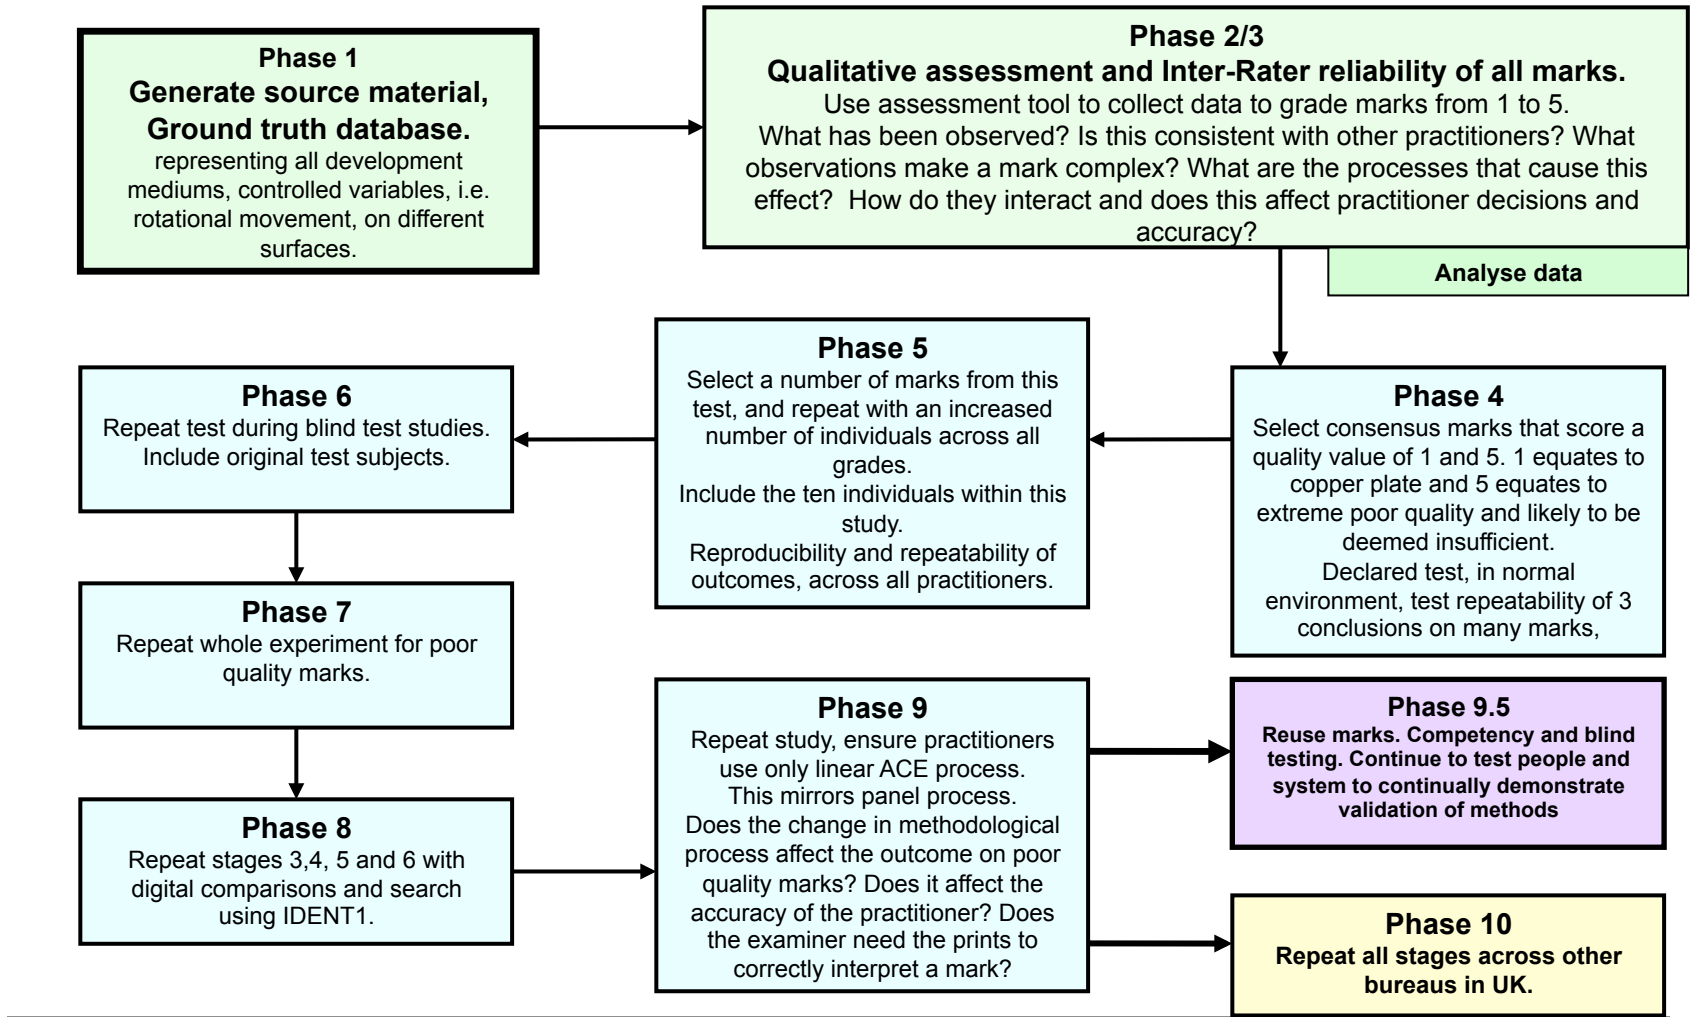 Phase 1
Generate source material,
Ground truth database.
representing all development
mediums, controlled variables, i.e.
rotational movement, on different
surfaces.
Phase 2/3
Qualitative assessment and Inter-Rater reliability of all marks.
Use assessment tool to collect data to grade marks from 1 to 5.
What has been observed? Is this consistent with other practitioners? What
observations make a mark complex? What are the processes that cause this
effect?  How do they interact and does this affect practitioner decisions and
accuracy?
Analyse data
Phase 4
Select consensus marks that score a
quality value of 1 and 5. 1 equates to
copper plate and 5 equates to
extreme poor quality and likely to be
deemed insufficient.
Declared test, in normal
environment, test repeatability of 3
conclusions on many marks,
Phase 5
Select a number of marks from this
test, and repeat with an increased
number of individuals across all
grades.
Include the ten individuals within this
study.
Reproducibility and repeatability of
outcomes, across all practitioners.
Phase 6
Repeat test during blind test studies.
Include original test subjects.
Phase 7
Repeat whole experiment for poor
quality marks.
Phase 8
Repeat stages 3,4, 5 and 6 with
digital comparisons and search
using IDENT1.
Phase 9
Repeat study, ensure practitioners
use only linear ACE process.
This mirrors panel process.
Does the change in methodological
process affect the outcome on poor
quality marks? Does it affect the
accuracy of the practitioner? Does
the examiner need the prints to
correctly interpret a mark?
Phase 9.5
Reuse marks. Competency and blind
testing. Continue to test people and
system to continually demonstrate
validation of methods
Phase 10
Repeat all stages across other
bureaus in UK.